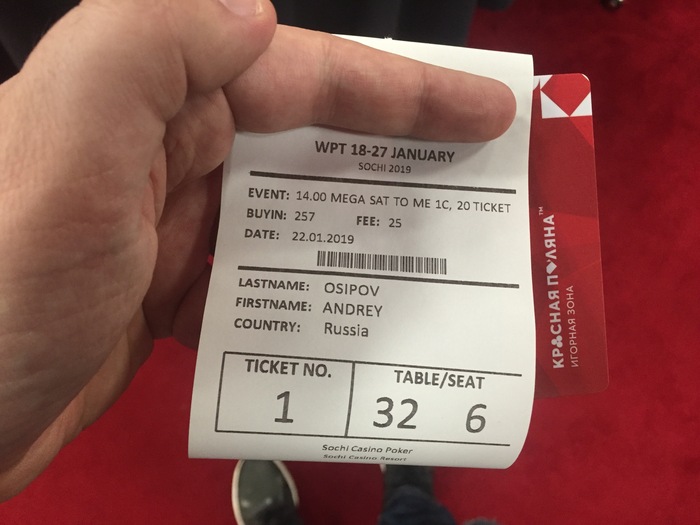 WPT 18-27 JANUARY
SOCHI 2019
EVENT: 14.00 MEGA SAT TO ME 1C, 20 TICKET
BUYIN: 257 FEE: 25
DATE: 22.01.2019
LASTNAME: OSIPOV
FIRSTNAME: ANDREY
COUNTRY: Russia
TICKET NO. TABLE/SEAT
1 32 6
Sochi Casino Poker
Sochi Casino Resort
КРАСНАЯ ПОЛЯНА™
ИГОРНАЯ ЗОНА